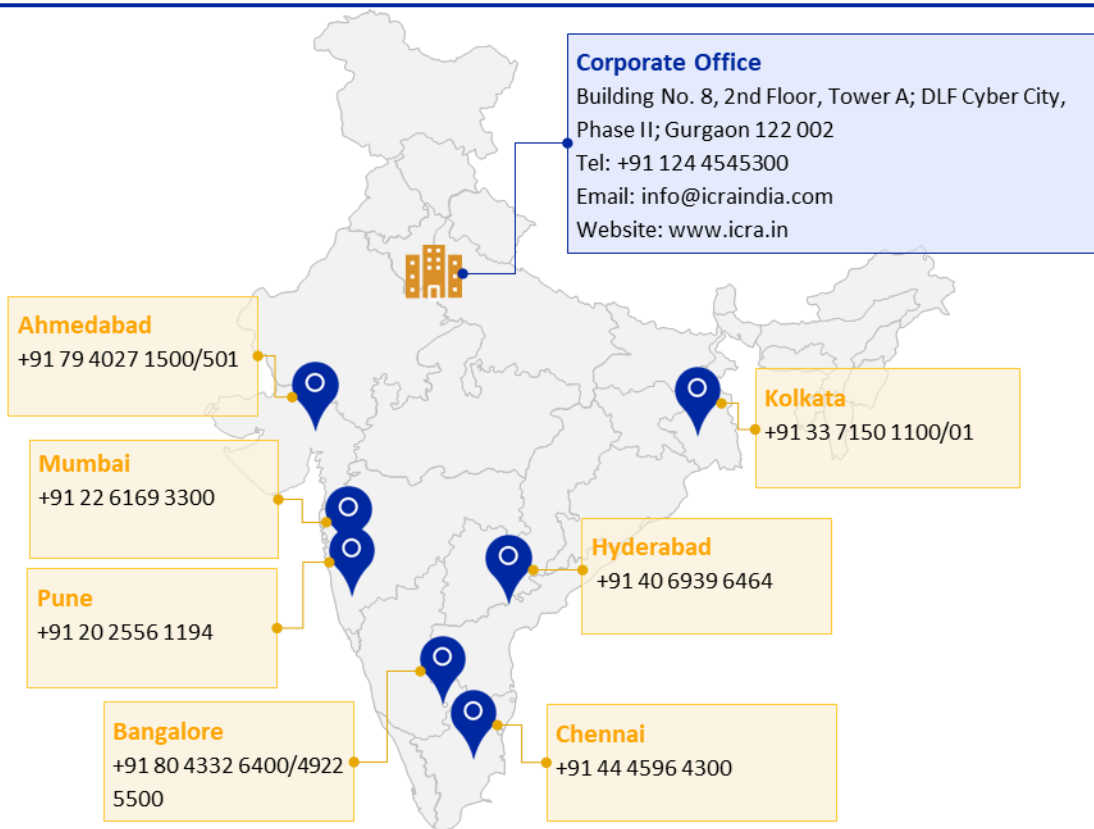 Corporate Office
Building No. 8, 2nd Floor, Tower A; DLF Cyber City,
Phase II; Gurgaon 122 002
Tel: +91 124 4545300
Email: info@icraindia.com
Website: www.icra.in
Ahmedabad
+91 79 4027 1500/501
Kolkata
+91 33 7150 1100/01
Mumbai
+91 22 6169 3300
Hyderabad
+91 40 6939 6464
Pune
+91 20 2556 1194
Bangalore
+91 80 4332 6400/4922
5500
Chennai
+91 44 4596 4300